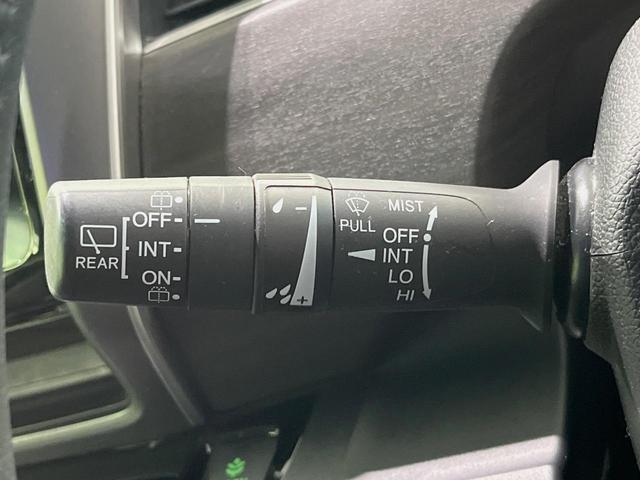 REAR
OFF
INT
ON
−
+
PULL
MIST
OFF
INT
LO
HI